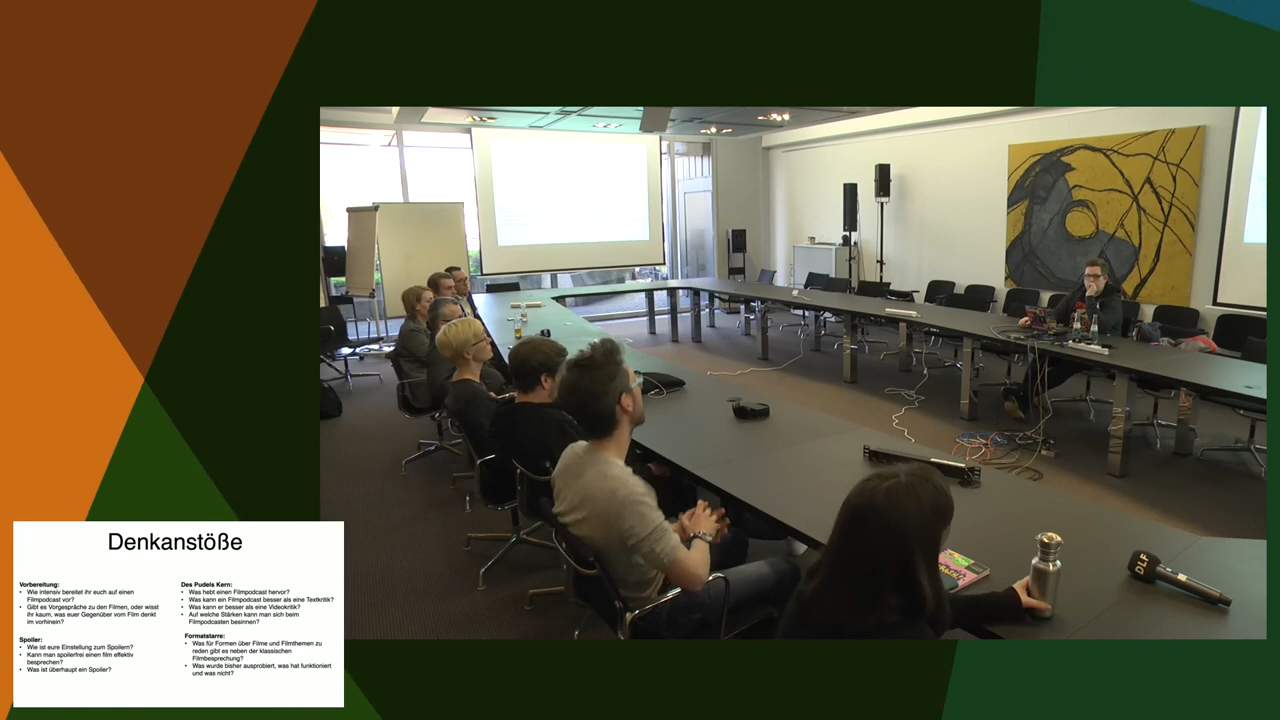 Denkanstöße
Vorbereitung:
• Wie intensiv bereitet ihr euch auf einen
Filmpodcast vor?
• Gibt es Vorgespräche zu den Filmen, oder wisst
ihr kaum, was euer Gegenüber vom Film denkt
im vorhinein?
Spoiler:
• Wie ist eure Einstellung zum Spoilern?
• Kann man spoilerfrei einen film effektiv
besprechen?
• Was ist überhaupt ein Spoiler?
Des Pudels Kern:
• Was hebt einen Filmpodcast hervor?
• Was kann ein Filmpodcast besser als eine Textkritik?
• Was kann er besser als eine Videokritik?
• Auf welche Stärken kann man sich beim
Filmpodcasten besinnen?
Formatstarre:
• Was für Formen über Filme und Filmthemen zu
reden gibt es neben der klassischen
Filmbesprechung?
• Was wurde bisher ausprobiert, was hat funktioniert
und was nicht?
DLF